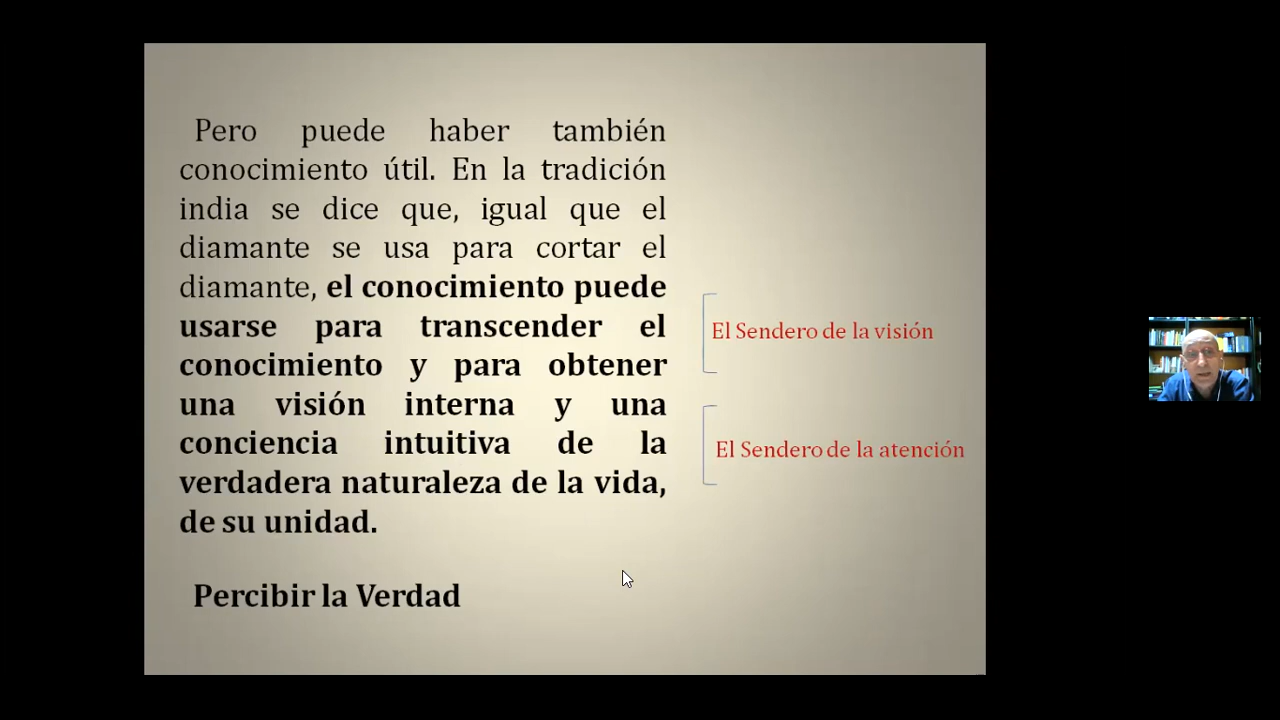 Pero puede haber también
conocimiento útil. En la tradición
india se dice que, igual que el
diamante se usa para cortar el
diamante, el conocimiento puede
usarse para transcender el
conocimiento y para obtener
una visión interna y una
conciencia intuitiva de la
verdadera naturaleza de la vida,
de su unidad.
Percibir la Verdad
El Sendero de la visión
El Sendero de la atención